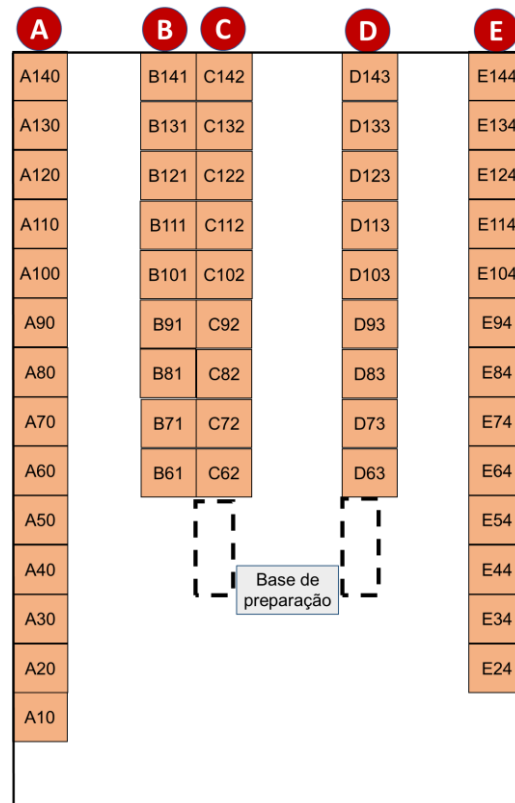 A B C D E
A140 B141 C142 D143 E144
A130 B131 C132 D133 E134
A120 B121 C122 D123 E124
A110 B111 C112 D113 E114
A100 B101 C102 D103 E104
A90 B91 C92 D93 E94
A80 B81 C82 D83 E84
A70 B71 C72 D73 E74
A60 B61 C62 D63 E64
A50 E54
A40 E44
Base de
preparação
A30 E34
A20 E24
A10